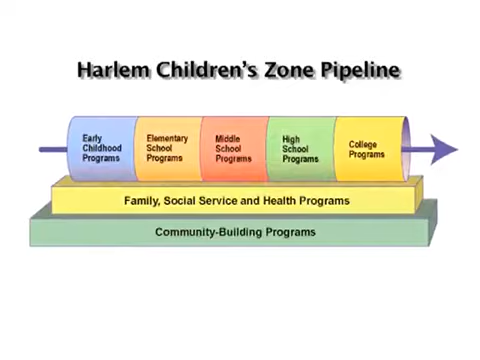 Harlem Children's Zone Pipeline
Early
Childhood
Programs
Elementary
School
Programs
Middle
School
Programs
High
School
Programs
College
Programs
Family, Social Service and Health Programs
Community-Building Programs